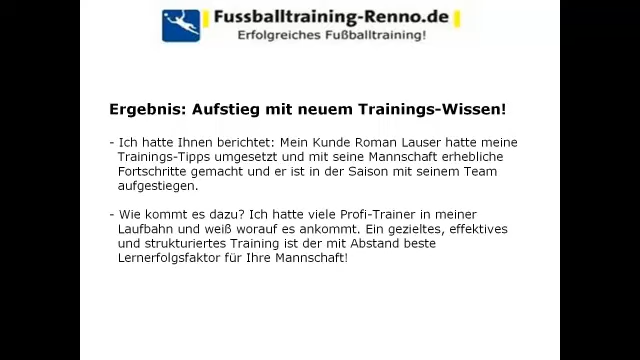 Fussballtraining-Renno.de
Erfolgreiches Fußballtraining!
Ergebnis: Aufstieg mit neuem Trainings-Wissen!
- Ich hatte Ihnen berichtet: Mein Kunde Roman Lauser hatte meine
Trainings-Tipps umgesetzt und mit seine Mannschaft erhebliche
Fortschritte gemacht und er ist in der Saison mit seinem Team
aufgestiegen.
- Wie kommt es dazu? Ich hatte viele Profi-Trainer in meiner
Laufbahn und weiß worauf es ankommt. Ein gezieltes, effektives
und strukturiertes Training ist der mit Abstand beste
Lernerfolgsfaktor für Ihre Mannschaft!